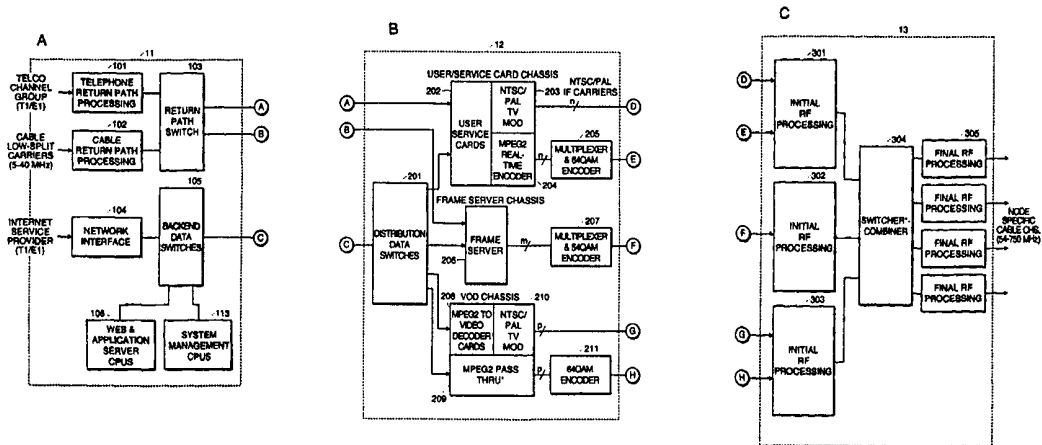 A
11
TELCO
CHANNEL
GROUP
(T1/E1)
101
TELEPHONE
RETURN PATH
PROCESSING
103
RETURN
PATH
SWITCH
A
B
CABLE
LOW-SPLIT
CARRIERS
(5-40 MHz)
102
CABLE
RETURN PATH
PROCESSING
105
BACKEND
DATA
SWITCHES
INTERNET
SERVICE
PROVIDER
(T1/E1)
104
NETWORK
INTERFACE
C
106
WEB &
APPLICATION
SERVER
CPUS
113
SYSTEM
MANAGEMENT
CPUS
B
12
USER/SERVICE CARD CHASSIS
202
NTSC/
PAL
TV
MOD
203
NTSC/PAL
IF CARRIERS
A
n
D
B
USER
SERVICE
CARDS
MPEG2
REAL-
TIME
ENCODER
204
n
205
MULTIPLEXER
& 64QAM
ENCODER
E
201
FRAME SERVER CHASSIS
C
DISTRIBUTION
DATA
SWITCHES
206
FRAME
SERVER
m
207
MULTIPLEXER
& 64QAM
ENCODER
F
208
VOD CHASSIS
210
MPEG2 TO
VIDEO
DECODER
CARDS
NTSC/
PAL
TV
MOD
p
G
209
MPEG2 PASS
THRU*
p
211
64QAM
ENCODER
H
C
13
301
D
E
INITIAL
RF
PROCESSING
302
F
INITIAL
RF
PROCESSING
303
G
H
INITIAL
RF
PROCESSING
304
SWITCHER*
COMBINER
305
FINAL RF
PROCESSING
FINAL RF
PROCESSING
FINAL RF
PROCESSING
FINAL RF
PROCESSING
NODE
SPECIFIC
CABLE CHS.
(54-750 MHz)